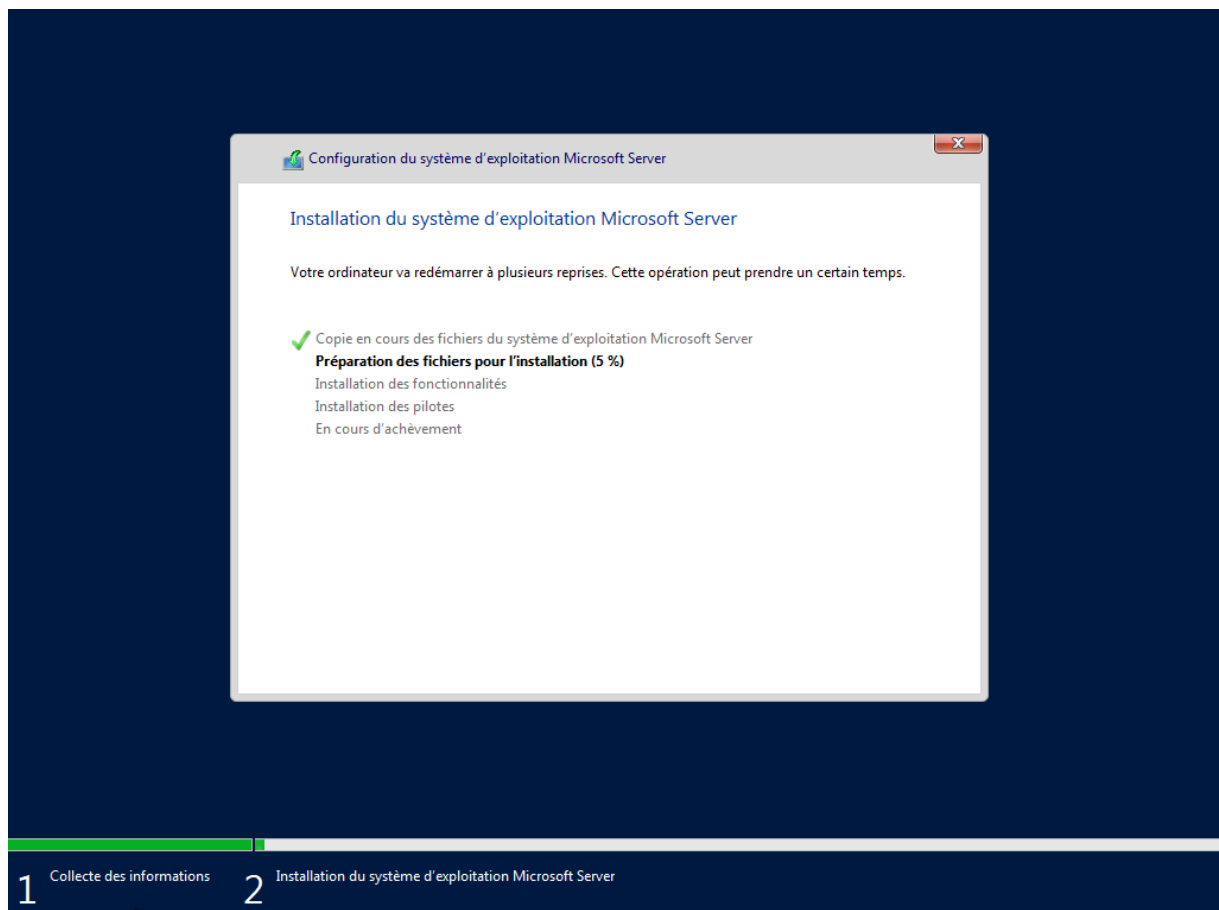 Configuration du système d'exploitation Microsoft Server
Installation du système d'exploitation Microsoft Server
Votre ordinateur va redémarrer à plusieurs reprises. Cette opération peut prendre un certain temps.
Copie en cours des fichiers du système d'exploitation Microsoft Server
Préparation des fichiers pour l'installation (5 %)
Installation des fonctionnalités
Installation des pilotes
En cours d'achèvement
1 Collecte des informations
2 Installation du système d'exploitation Microsoft Server